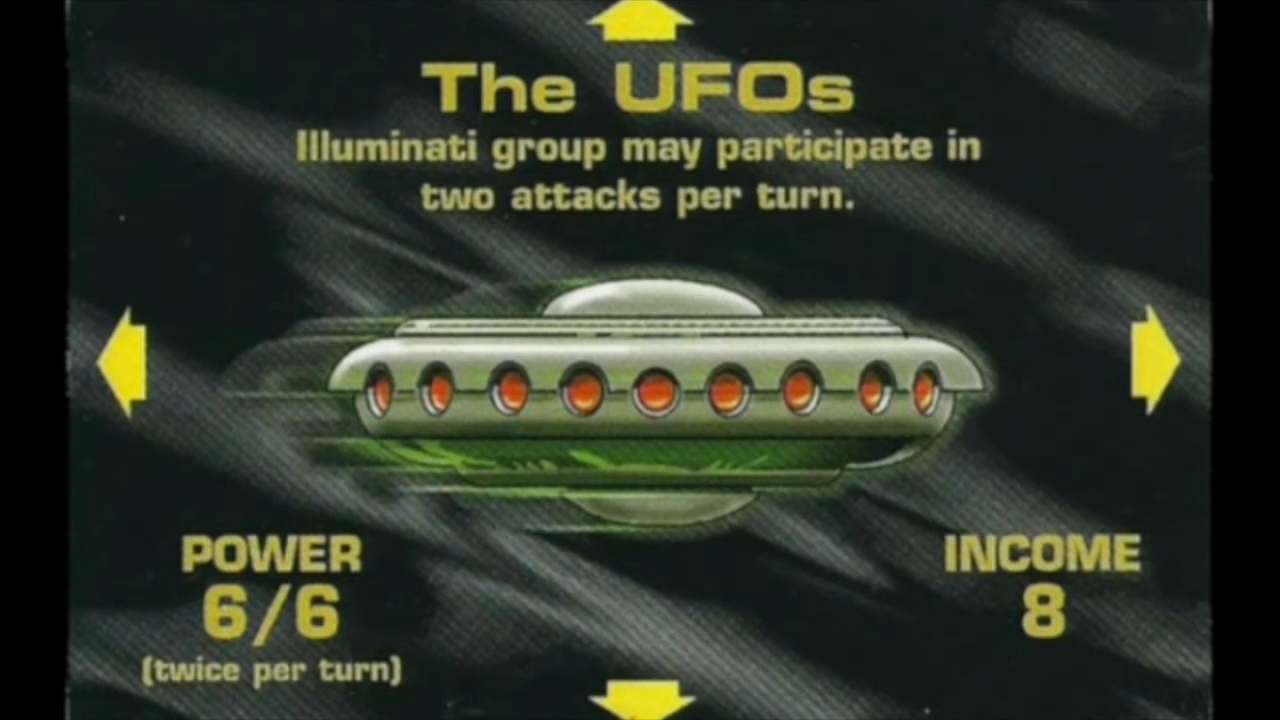 The UFOs
Illuminati group may participate in
two attacks per turn.
POWER
6/6
(twice per turn)
INCOME
8